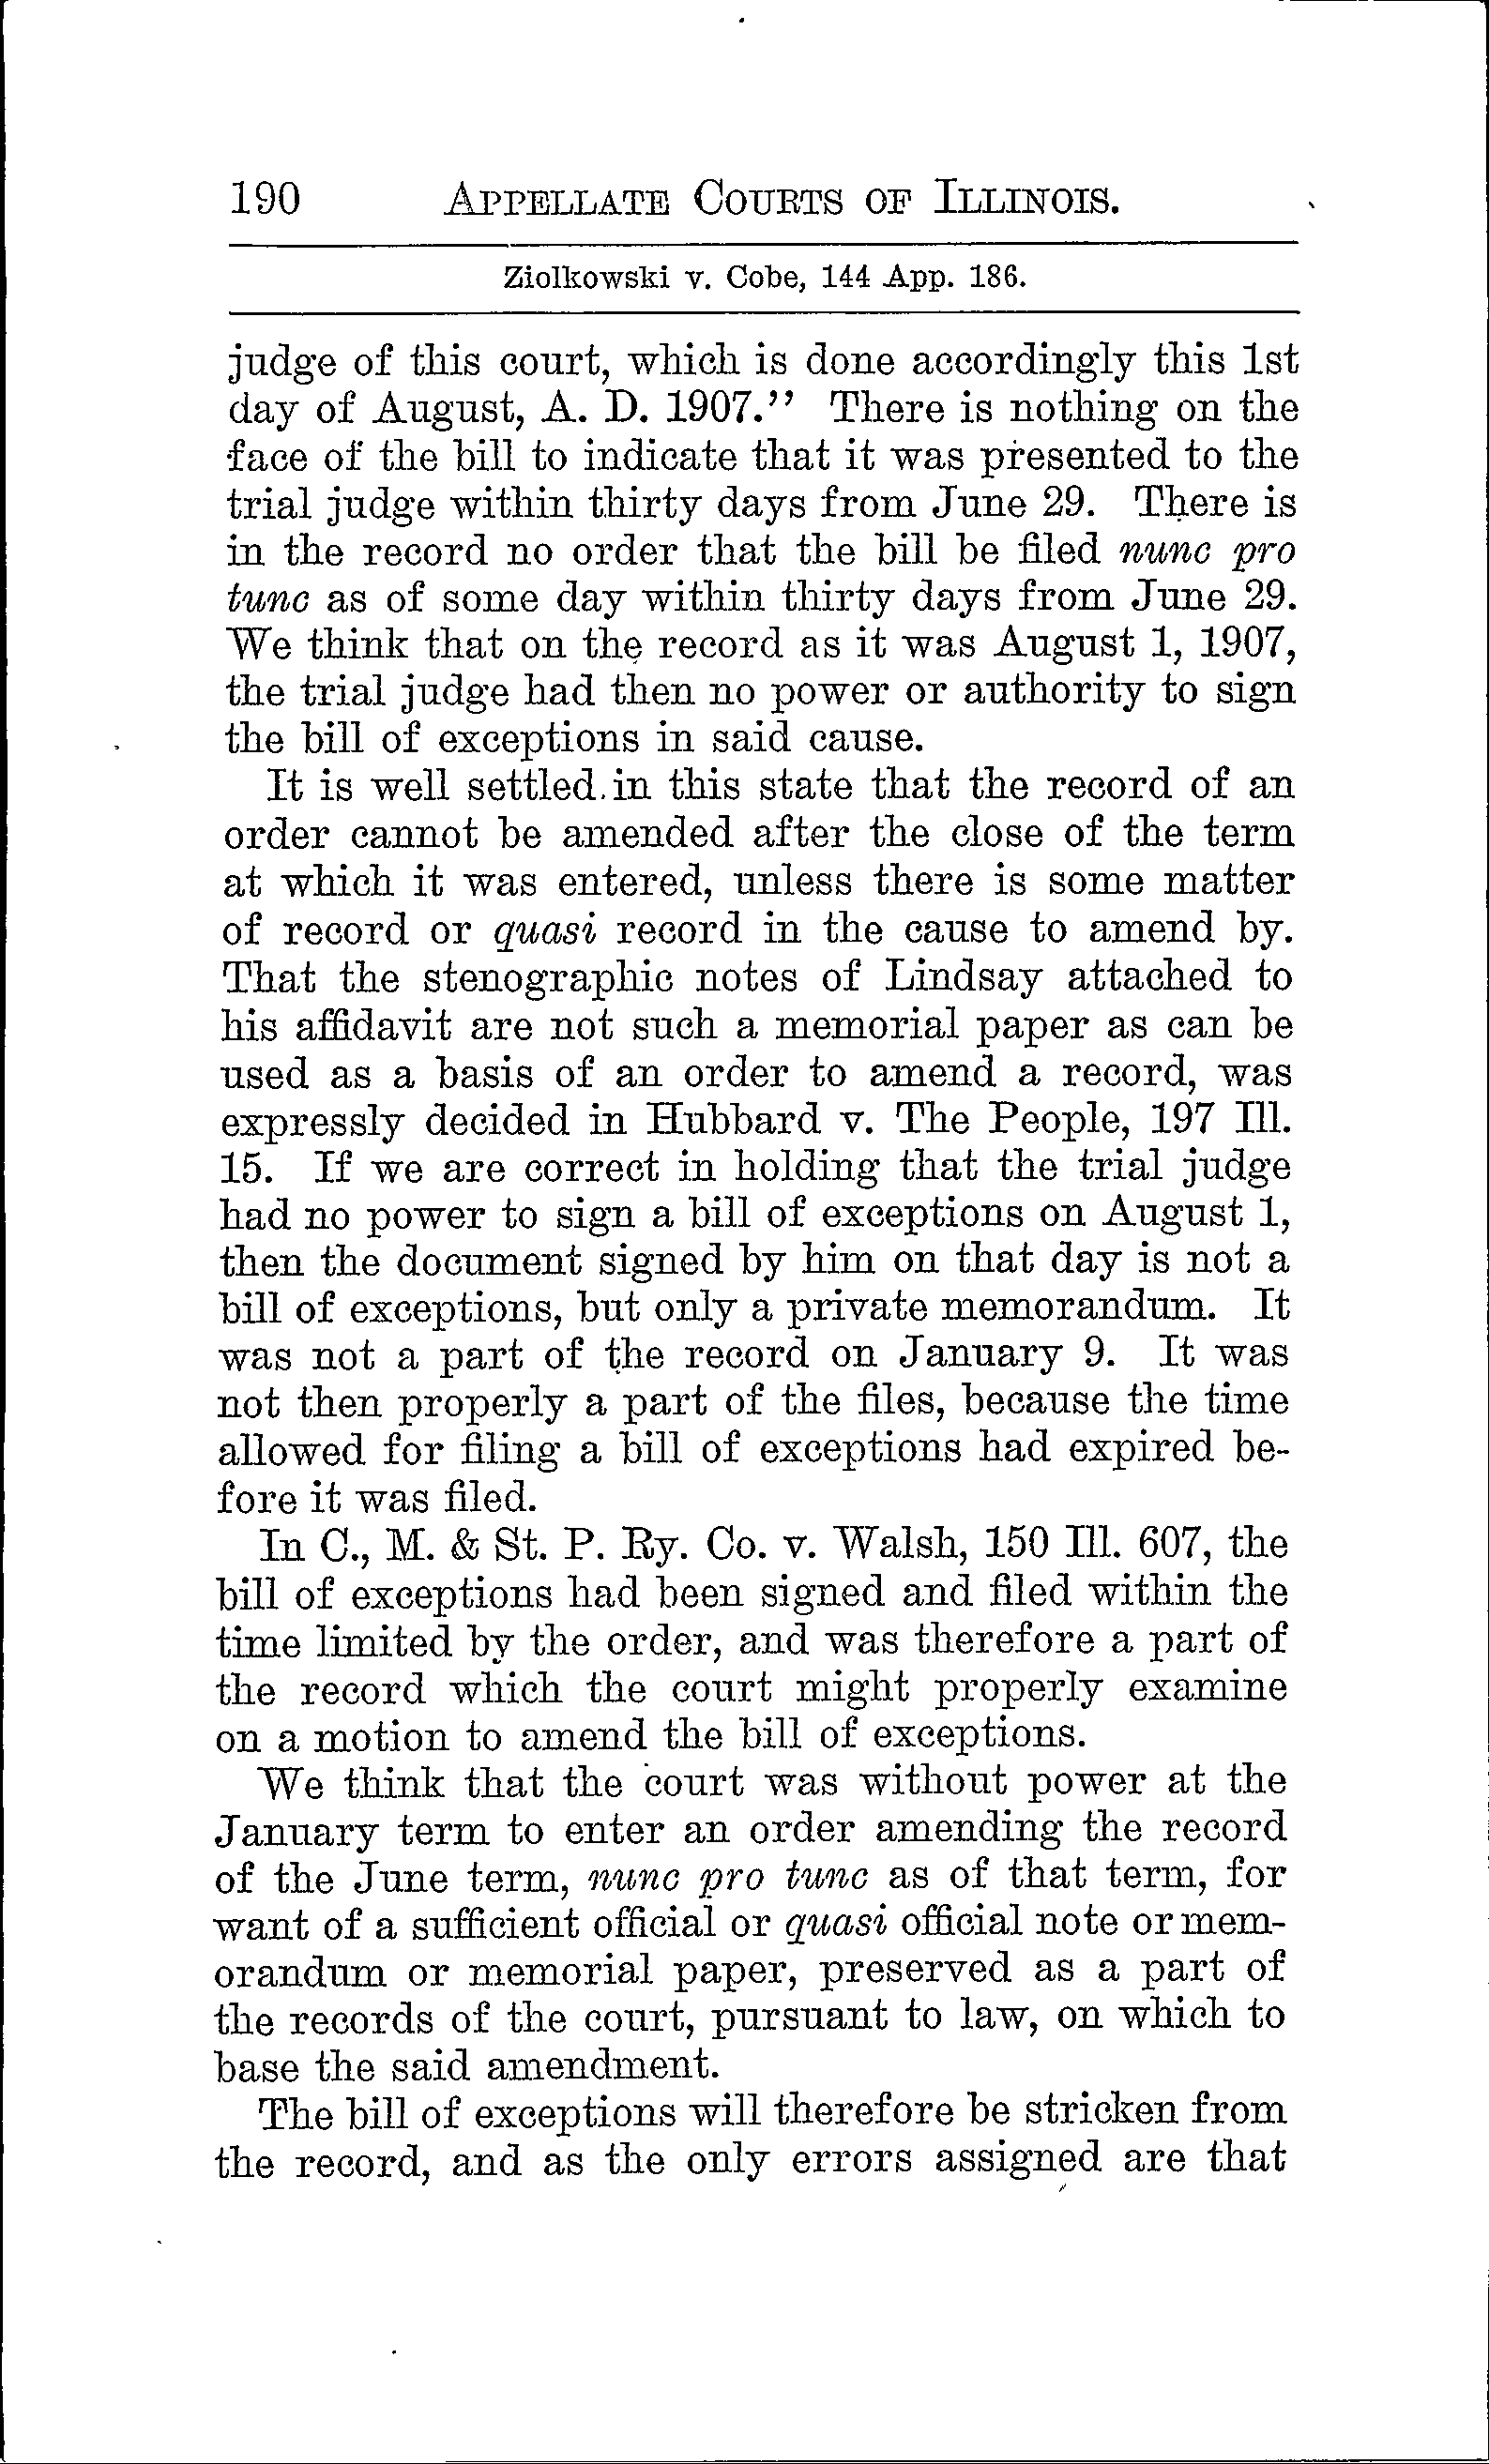 190 APPELLATE COURTS OF ILLINOIS.
Ziolkowski v. Cobe, 144 App. 186.
judge of this court, which is done accordingly this 1st
day of August, A. D. 1907.” There is nothing on the
face of the bill to indicate that it was presented to the
trial judge within thirty days from June 29. There is
in the record no order that the bill be filed nunc pro
tunc as of some day within thirty days from June 29.
We think that on the record as it was August 1, 1907,
the trial judge had then no power or authority to sign
the bill of exceptions in said cause.
It is well settled in this state that the record of an
order cannot be amended after the close of the term
at which it was entered, unless there is some matter
of record or quasi record in the cause to amend by.
That the stenographic notes of Lindsay attached to
his affidavit are not such a memorial paper as can be
used as a basis of an order to amend a record, was
expressly decided in Hubbard v. The People, 197 Ill.
15. If we are correct in holding that the trial judge
had no power to sign a bill of exceptions on August 1,
then the document signed by him on that day is not a
bill of exceptions, but only a private memorandum. It
was not a part of the record on January 9. It was
not then properly a part of the files, because the time
allowed for filing a bill of exceptions had expired be-
fore it was filed.
In C., M. & St. P. Ry. Co. v. Walsh, 150 Ill. 607, the
bill of exceptions had been signed and filed within the
time limited by the order, and was therefore a part of
the record which the court might properly examine
on a motion to amend the bill of exceptions.
We think that the court was without power at the
January term to enter an order amending the record
of the June term, nunc pro tunc as of that term, for
want of a sufficient official or quasi official note or mem-
orandum or memorial paper, preserved as a part of
the records of the court, pursuant to law, on which to
base the said amendment.
The bill of exceptions will therefore be stricken from
the record, and as the only errors assigned are that